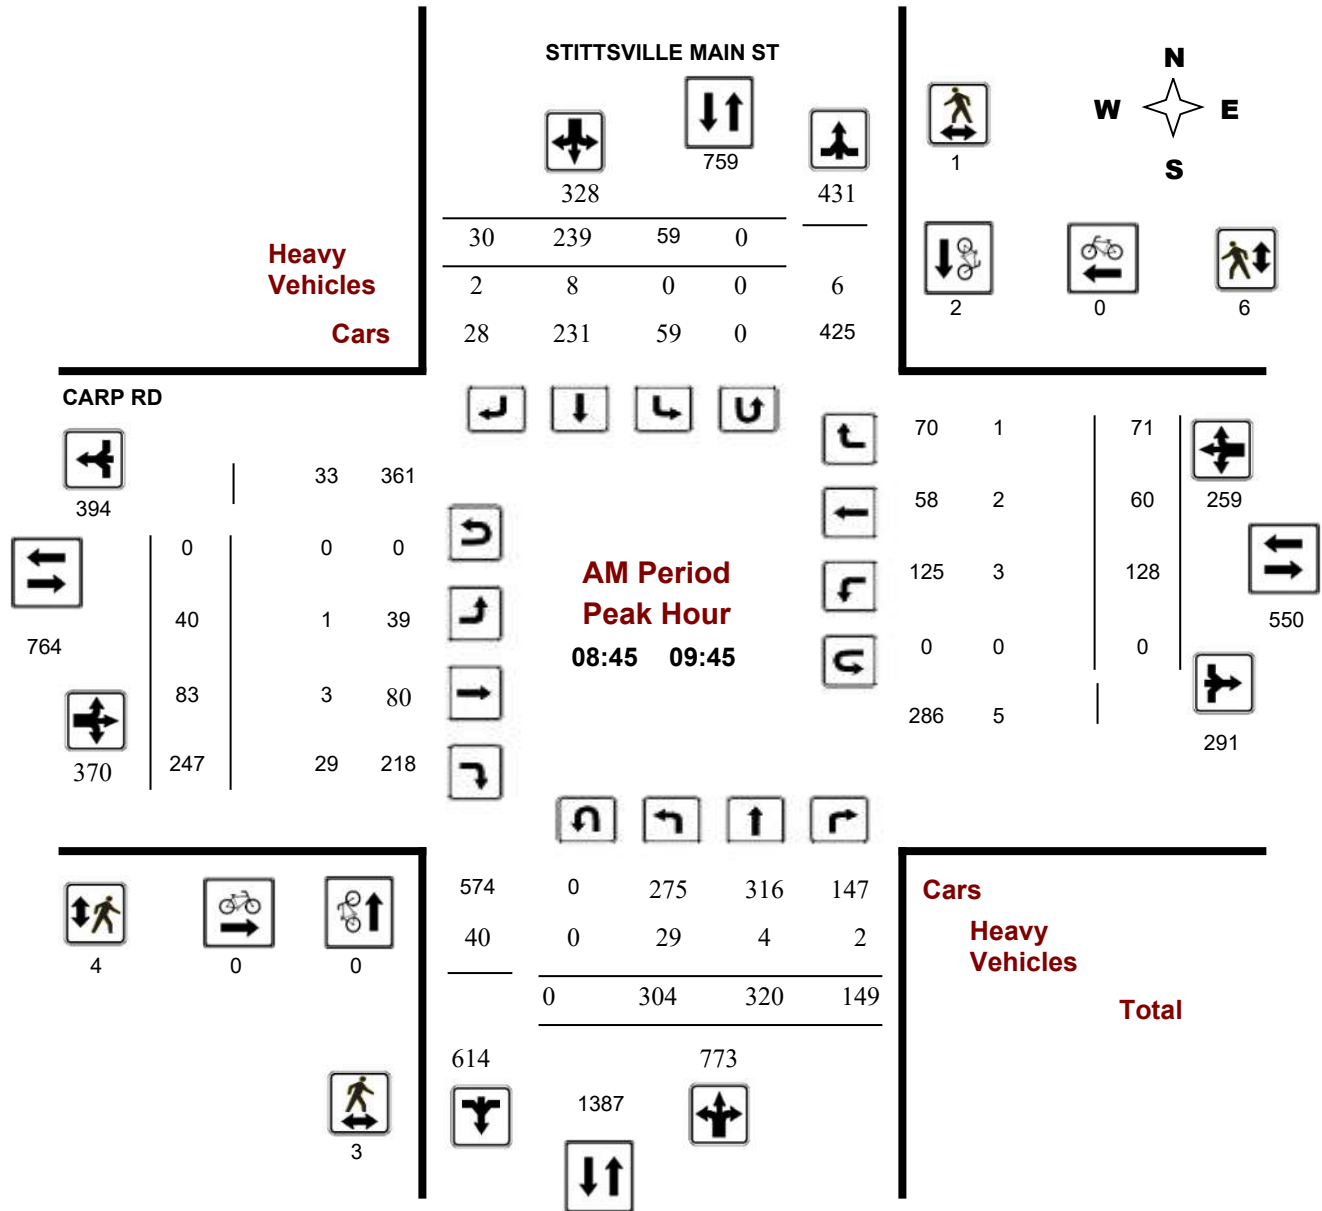 STITTSVILLE MAIN ST
N
W E
S
759
1
328 431
30 239 59 0
Heavy
Vehicles
2 8 0 0 6
2 0 6
Cars
28 231 59 0 425
CARP RD
70 1 71
33 361
394
58 2 60 259
0 0 0
AM Period
125 3 128
Peak Hour
40 1 39
550
764
08:45 09:45
0 0 0
83 3 80
286 5
291
370 247 29 218
574 0 275 316 147
Cars
40 0 29 4 2
Heavy
Vehicles
4 0 0
0 304 320 149
Total
614 773
1387
3